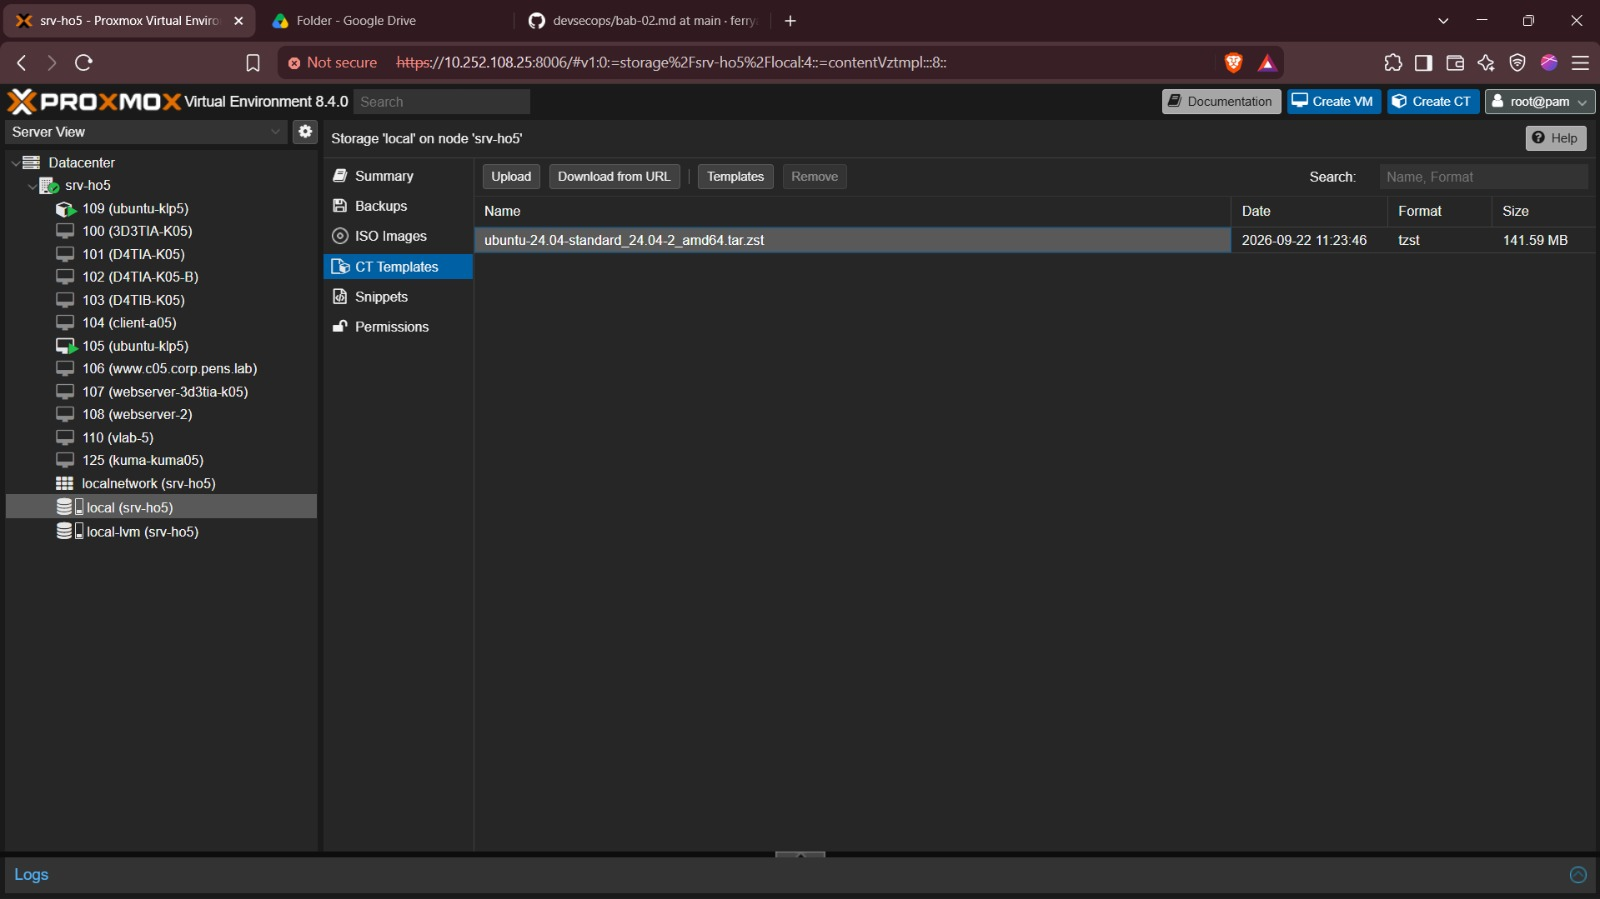 srv-ho5 - Proxmox Virtual Enviro
Folder - Google Drive
devsecops/bab-02.md at main · ferry
Not secure https://10.252.108.25:8006/#v1:0:=storage%2Fsrv-ho5%2Flocal:4::=contentVztmpl:::8::
PROXMOX Virtual Environment 8.4.0 Search
Documentation Create VM Create CT root@pam
Server View
Storage 'local' on node 'srv-ho5'
Help
Datacenter
srv-ho5
109 (ubuntu-klp5)
100 (3D3TIA-K05)
101 (D4TIA-K05)
102 (D4TIA-K05-B)
103 (D4TIB-K05)
104 (client-a05)
105 (ubuntu-klp5)
106 (www.c05.corp.pens.lab)
107 (webserver-3d3tia-k05)
108 (webserver-2)
110 (vlab-5)
125 (kuma-kuma05)
localnetwork (srv-ho5)
local (srv-ho5)
local-lvm (srv-ho5)
Summary
Backups
ISO Images
CT Templates
Snippets
Permissions
Upload Download from URL Templates Remove Search: Name, Format
Name Date Format Size
ubuntu-24.04-standard_24.04-2_amd64.tar.zst 2026-09-22 11:23:46 tzst 141.59 MB
Logs